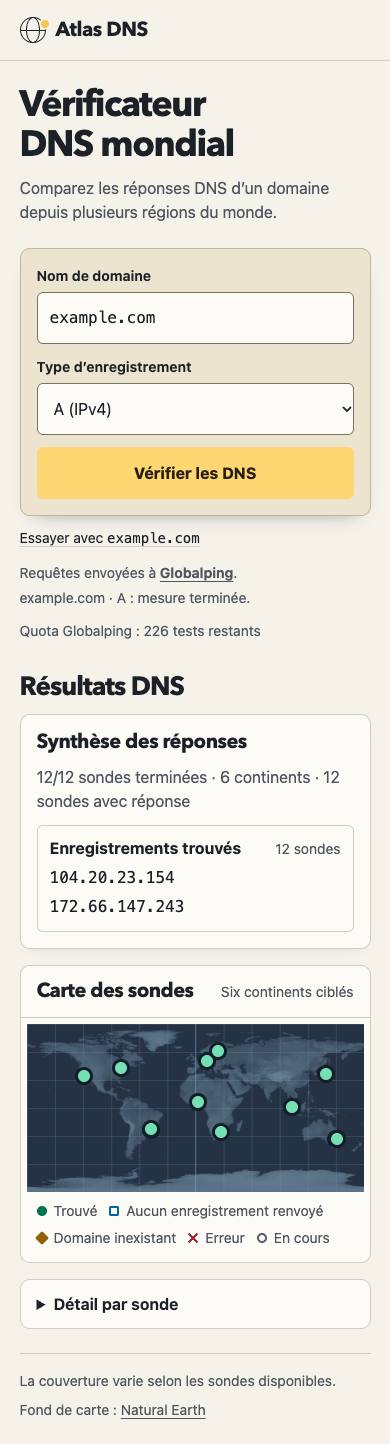 Atlas DNS
Vérificateur
DNS mondial
Comparez les réponses DNS d’un domaine
depuis plusieurs régions du monde.
Nom de domaine
example.com
Type d’enregistrement
A (IPv4)
Vérifier les DNS
Essayer avec example.com
Requêtes envoyées à Globalping.
example.com · A : mesure terminée.
Quota Globalping : 226 tests restants
Résultats DNS
Synthèse des réponses
12/12 sondes terminées · 6 continents · 12
sondes avec réponse
Enregistrements trouvés 12 sondes
104.20.23.154
172.66.147.243
Carte des sondes Six continents ciblés
Trouvé Aucun enregistrement renvoyé
Domaine inexistant Erreur En cours
Détail par sonde
La couverture varie selon les sondes disponibles.
Fond de carte : Natural Earth